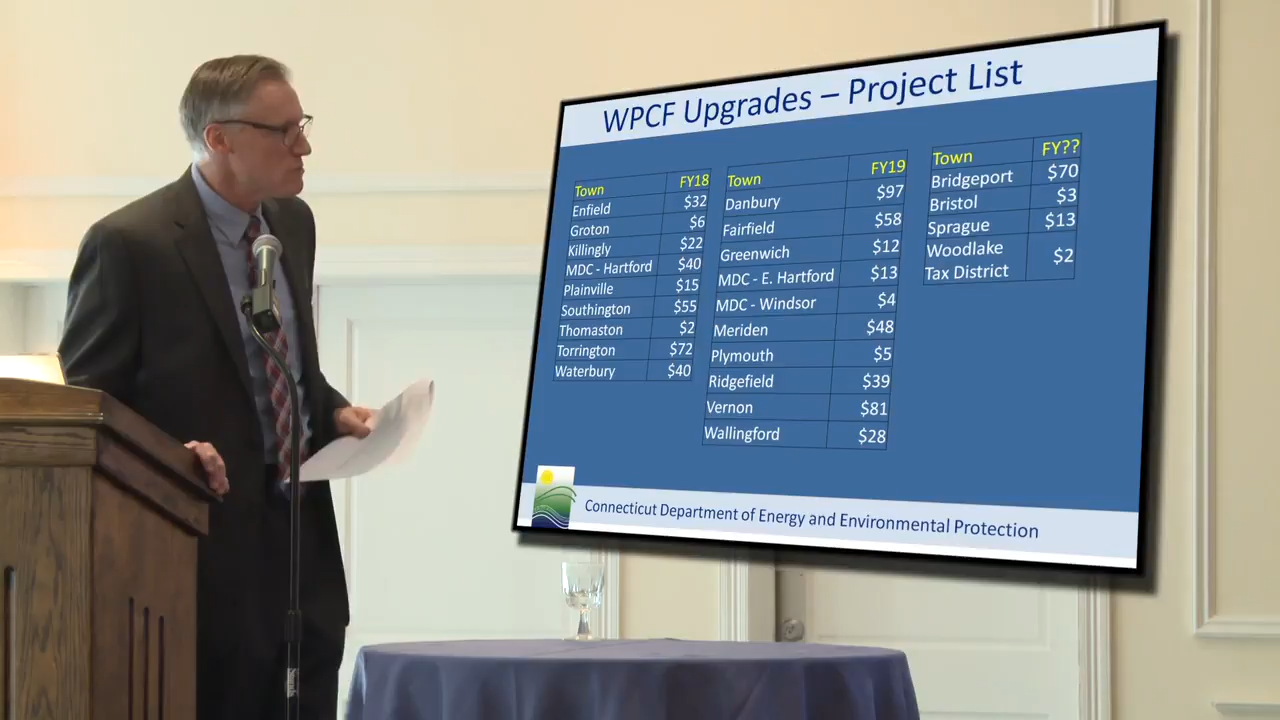 WPCF Upgrades – Project List
Town FY18
Enfield $32
Groton $6
Killingly $22
MDC - Hartford $40
Plainville $15
Southington $55
Thomaston $2
Torrington $72
Waterbury $40
Town FY19
Danbury $97
Fairfield $58
Greenwich $12
MDC - E. Hartford $13
MDC - Windsor $4
Meriden $48
Plymouth $5
Ridgefield $39
Vernon $81
Wallingford $28
Town FY??
Bridgeport $70
Bristol $3
Sprague $13
Woodlake
Tax District $2
Connecticut Department of Energy and Environmental Protection